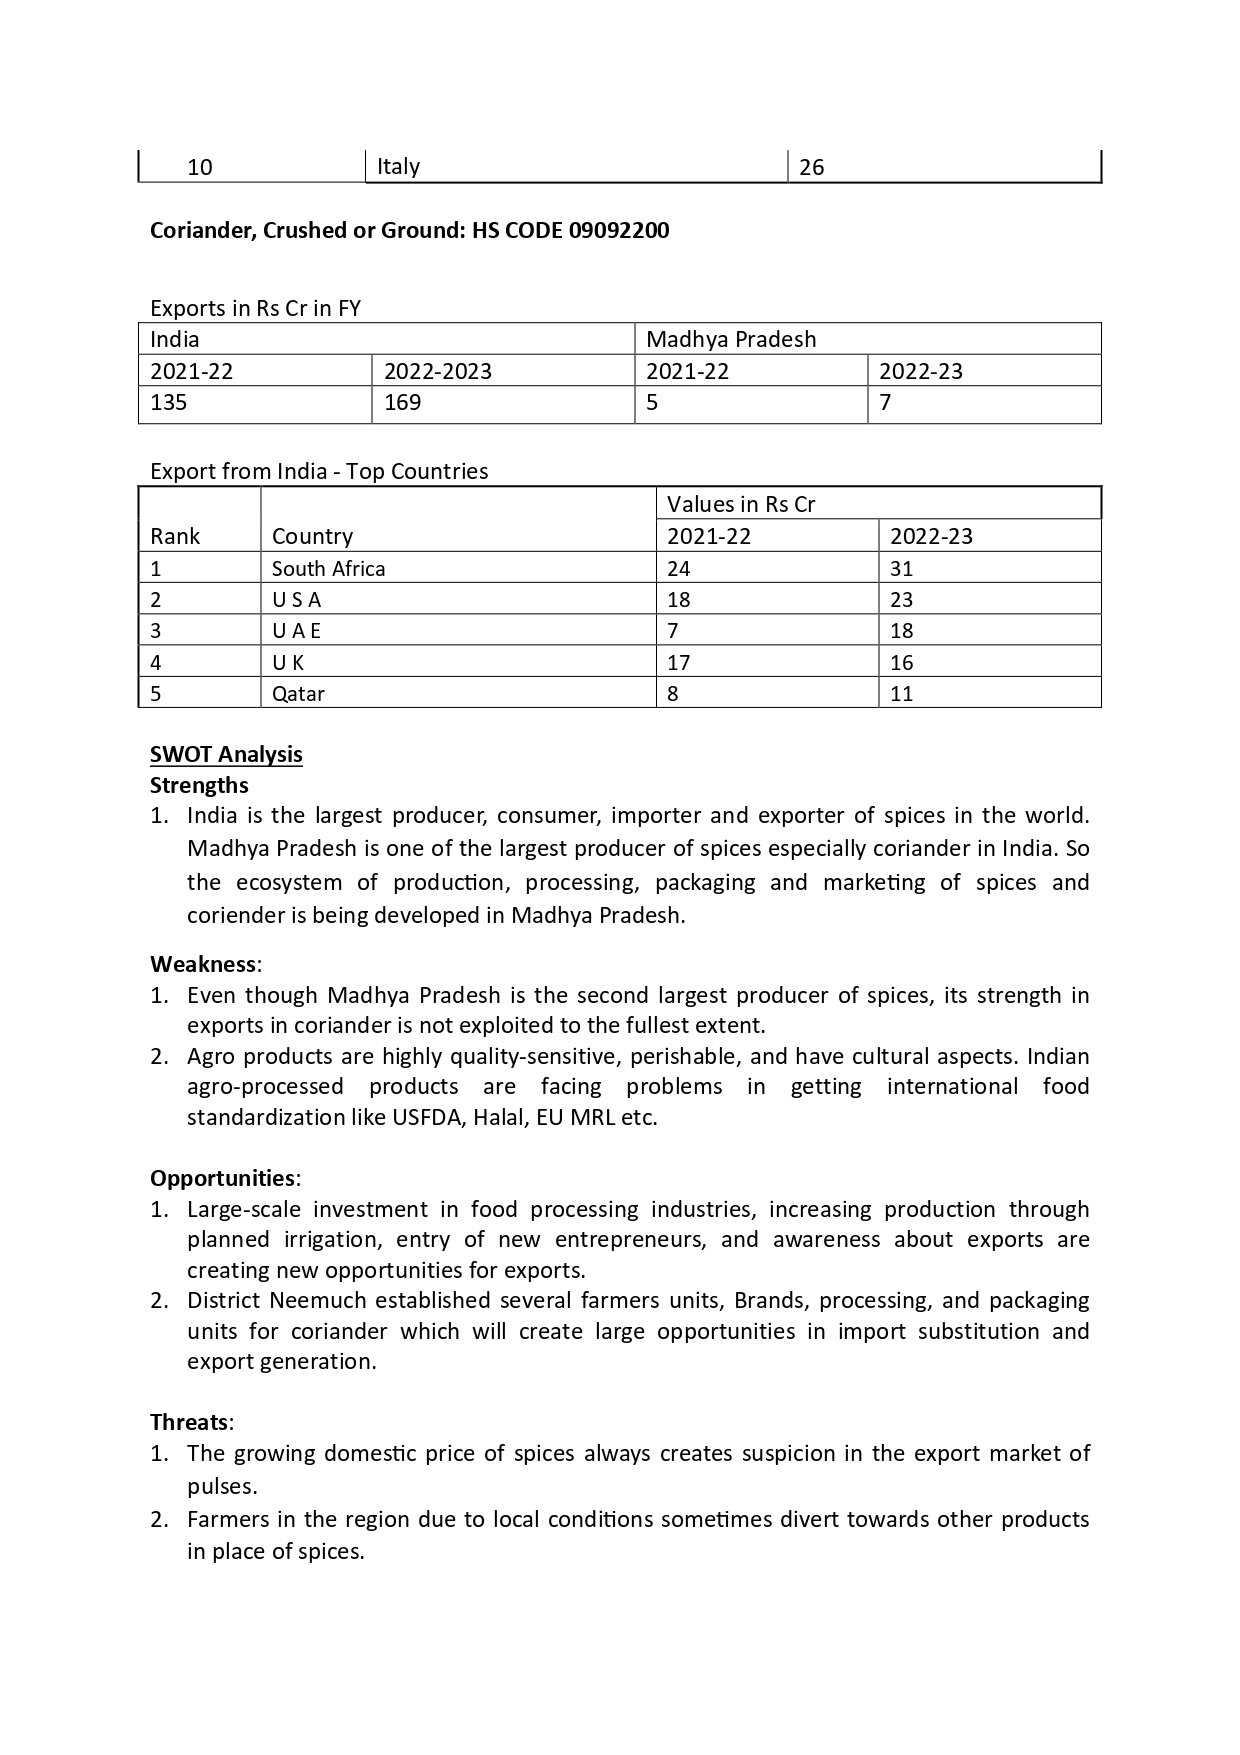 10 Italy 26
Coriander, Crushed or Ground: HS CODE 09092200
Exports in Rs Cr in FY
India Madhya Pradesh
2021-22 2022-2023 2021-22 2022-23
135 169 5 7
Export from India - Top Countries
Values in Rs Cr
Rank Country 2021-22 2022-23
1 South Africa 24 31
2 U S A 18 23
3 U A E 7 18
4 U K 17 16
5 Qatar 8 11
SWOT Analysis
Strengths
1. India is the largest producer, consumer, importer and exporter of spices in the world.
Madhya Pradesh is one of the largest producer of spices especially coriander in India. So
the ecosystem of production, processing, packaging and marketing of spices and
coriender is being developed in Madhya Pradesh.
Weakness:
1. Even though Madhya Pradesh is the second largest producer of spices, its strength in
exports in coriander is not exploited to the fullest extent.
2. Agro products are highly quality-sensitive, perishable, and have cultural aspects. Indian
agro-processed products are facing problems in getting international food
standardization like USFDA, Halal, EU MRL etc.
Opportunities:
1. Large-scale investment in food processing industries, increasing production through
planned irrigation, entry of new entrepreneurs, and awareness about exports are
creating new opportunities for exports.
2. District Neemuch established several farmers units, Brands, processing, and packaging
units for coriander which will create large opportunities in import substitution and
export generation.
Threats:
1. The growing domestic price of spices always creates suspicion in the export market of
pulses.
2. Farmers in the region due to local conditions sometimes divert towards other products
in place of spices.